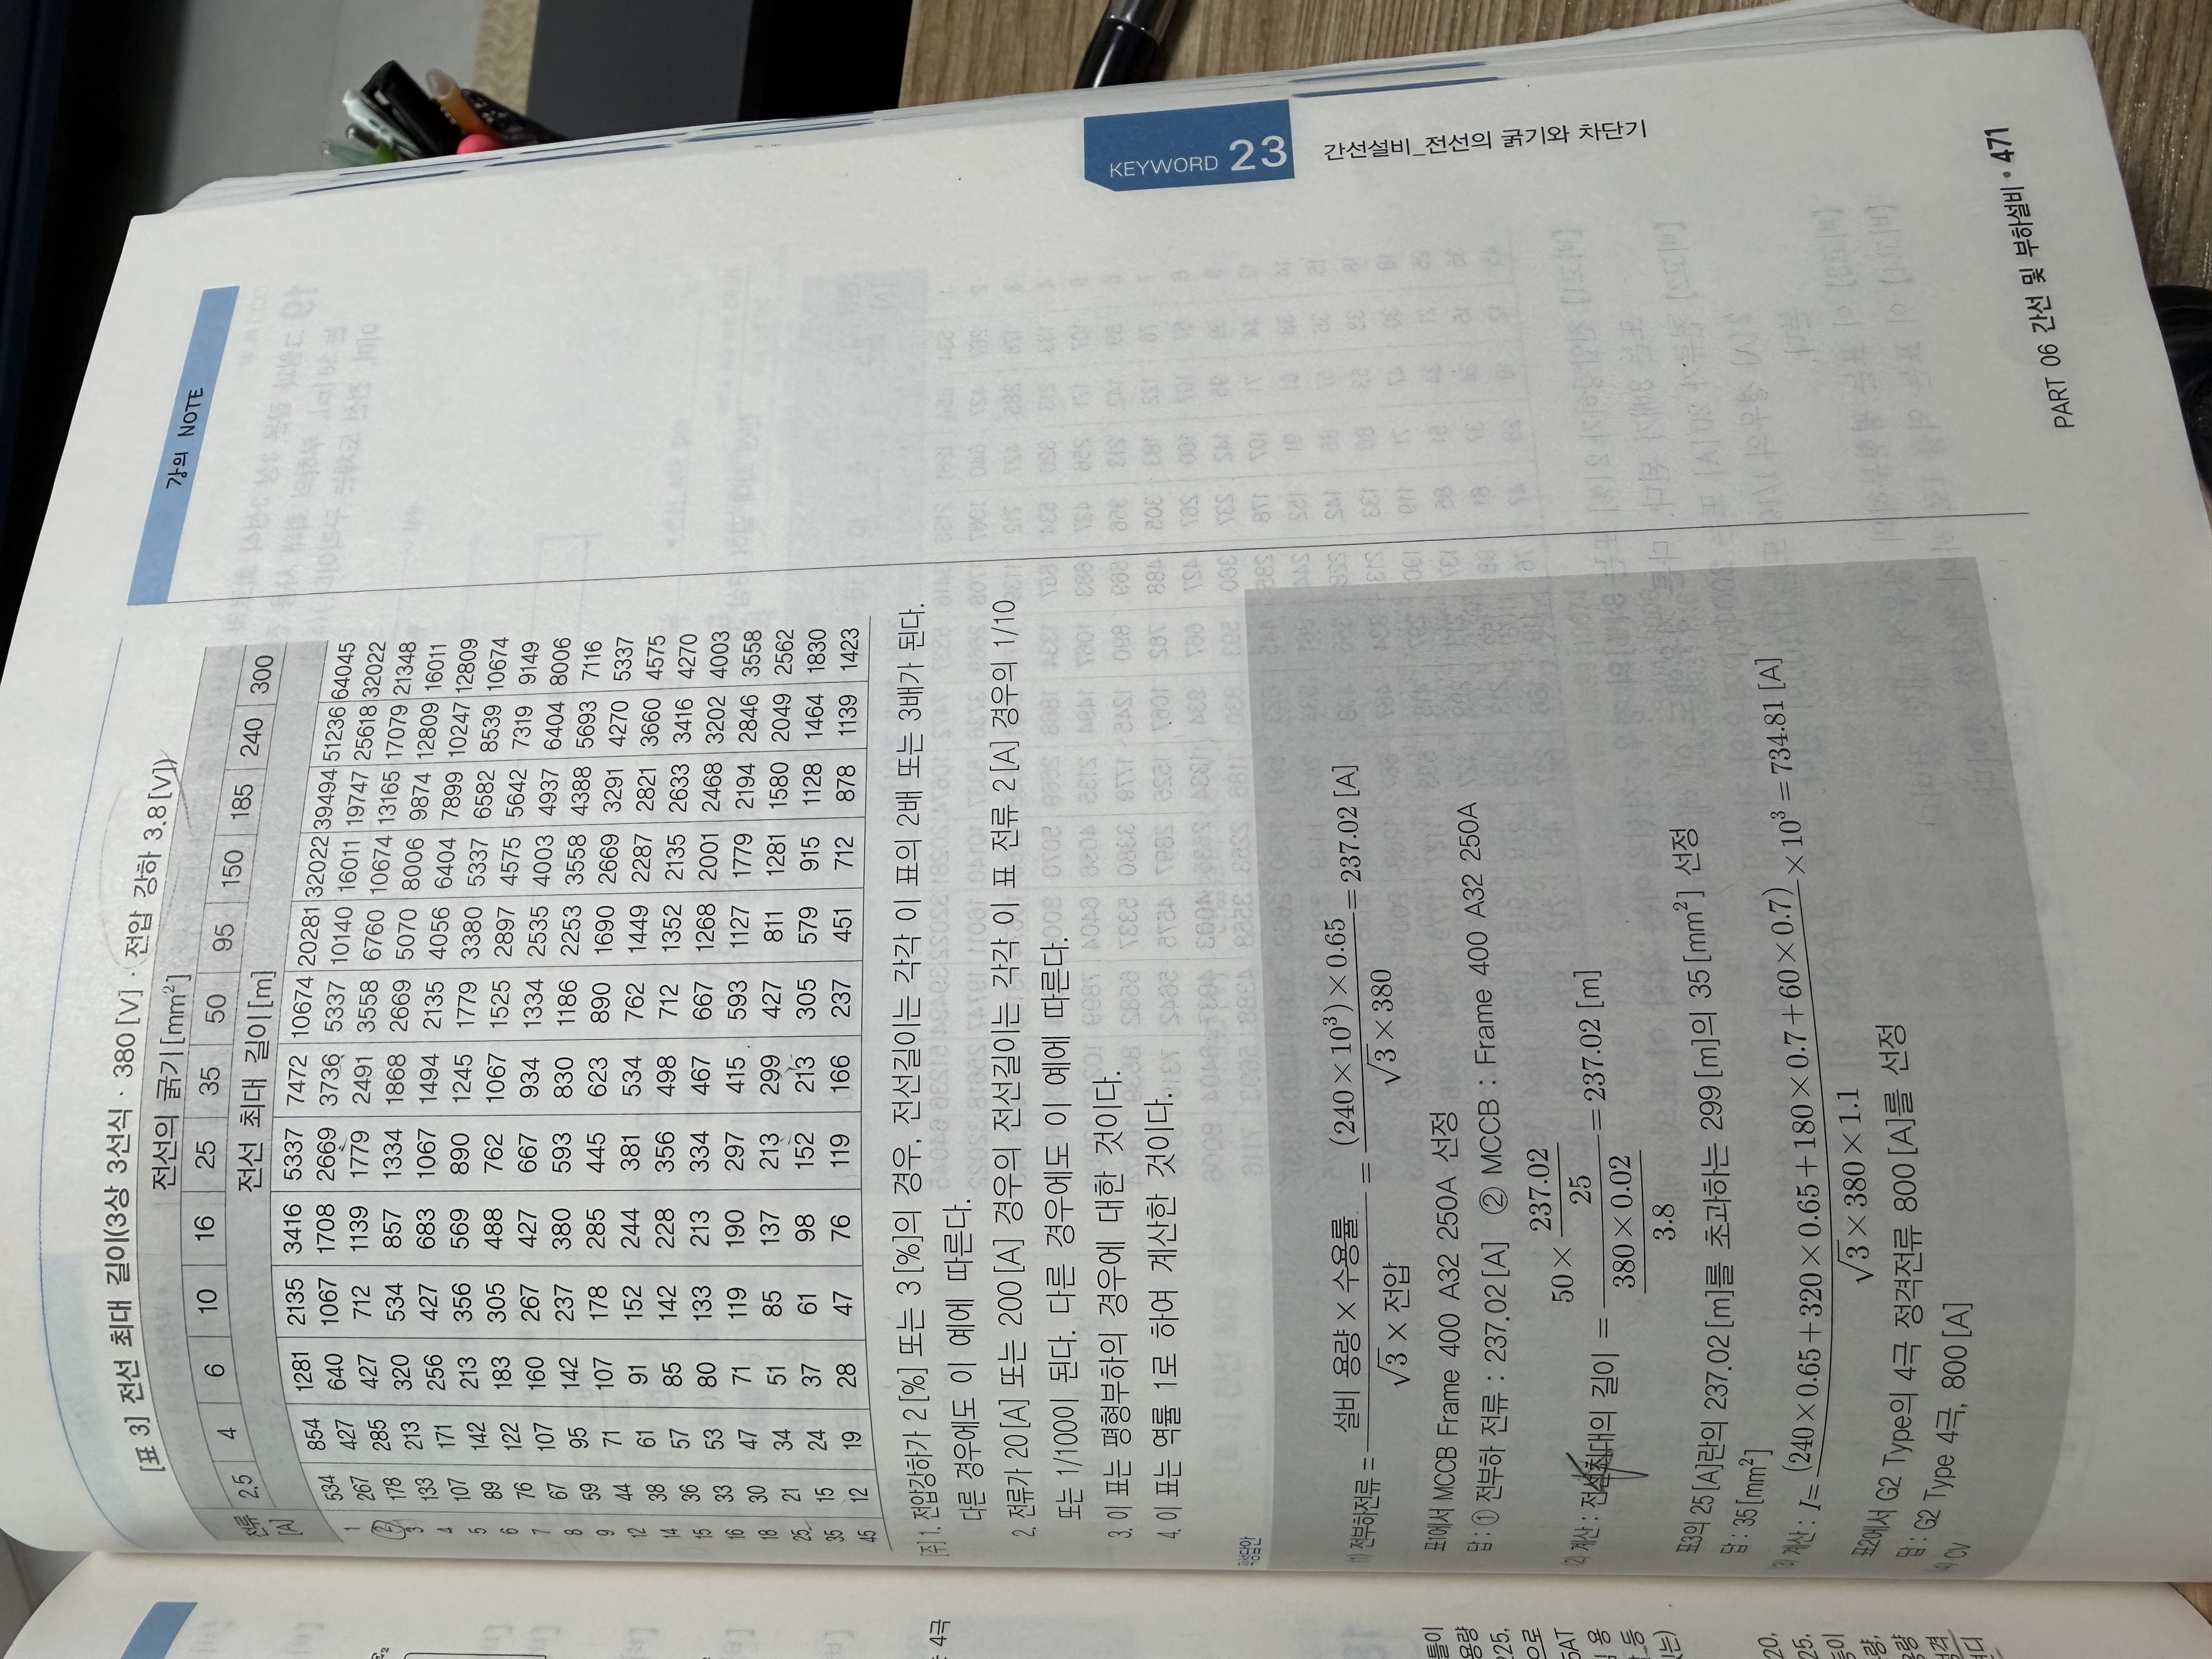 강의 NOTE
[표 3] 전선 최대 길이(3상 3선식 · 380[V] · 전압 강하 3.8[V])
전류 [A] 전선의 굵기[mm²]
2.5 4 6 10 16 25 35 50 95 150 185 240 300
전선 최대 길이[m]
1 534 854 1281 2135 3416 5337 7472 10674 20281 32022 39494 51236 64045
2 267 427 640 1067 1708 2669 3736 5337 10140 16011 19747 25618 32022
3 178 285 427 712 1139 1779 2491 3558 6760 10674 13165 17079 21348
4 133 213 320 534 857 1334 1868 2669 5070 8006 9874 12809 16011
5 107 171 256 427 683 1067 1494 2135 4056 6404 7899 10247 12809
6 89 142 213 356 569 890 1245 1779 3380 5337 6582 8539 10674
7 76 122 183 305 488 762 1067 1525 2897 4575 5642 7319 9149
8 67 107 160 267 427 667 934 1334 2535 4003 4937 6404 8006
9 59 95 142 237 380 593 830 1186 2253 3558 4388 5693 7116
12 44 71 107 178 285 445 623 890 1690 2669 3291 4270 5337
14 38 61 91 152 244 381 534 762 1449 2287 2821 3660 4575
15 36 57 85 142 228 356 498 712 1352 2135 2633 3416 4270
16 33 53 80 133 213 334 467 667 1268 2001 2468 3202 4003
18 30 47 71 119 190 297 415 593 1127 1779 2194 2846 3558
25 21 34 51 85 137 213 299 427 811 1281 1580 2049 2562
35 15 24 37 61 98 152 213 305 579 915 1128 1464 1830
45 12 19 28 47 76 119 166 237 451 712 878 1139 1423
[주] 1. 전압강하가 2[%] 또는 3[%]의 경우, 전선길이는 각각 이 표의 2배 또는 3배가 된다.
다른 경우에도 이 예에 따른다.
2. 전류가 20[A] 또는 200[A] 경우의 전선길이는 각각 이 표 전류 2[A] 경우의 1/10
또는 1/100이 된다. 다른 경우에도 이 예에 따른다.
3. 이 표는 평형부하의 경우에 대한 것이다.
4. 이 표는 역률 1로 하여 계산한 것이다.
(1) 전부하전류 = 설비 용량 × 수용률 / √3 × 전압 = (240×10³)×0.65 / √3×380 = 237.02[A]
표1에서 MCCB Frame 400 A32 250A 선정
답 : ① 전부하 전류 : 237.02[A] ② MCCB : Frame 400 A32 250A
(2) 계산 : 전선최대의 길이 = 50× 237.02/25 / 380×0.02/3.8 = 237.02[m]
표3의 25[A]란의 237.02[m]를 초과하는 299[m]의 35[mm²] 선정
답 : 35[mm²]
(3) 계산 : I = (240×0.65+320×0.65+180×0.7+60×0.7) / √3×380×1.1 ×10³ = 734.81[A]
표2에서 G2 Type의 4극 정격전류 800[A]를 선정
답 : G2 Type 4극, 800[A]
(4) CV
KEYWORD 23
간선설비_전선의 굵기와 차단기
PART 06 간선 및 부하설비 · 471
4극